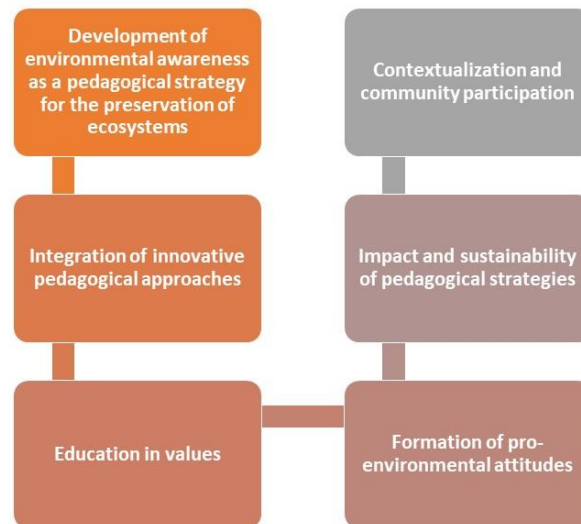 Development of
environmental awareness
as a pedagogical strategy
for the preservation of
ecosystems
Integration of innovative
pedagogical approaches
Education in values
Formation of pro-
environmental attitudes
Impact and sustainability
of pedagogical strategies
Contextualization and
community participation